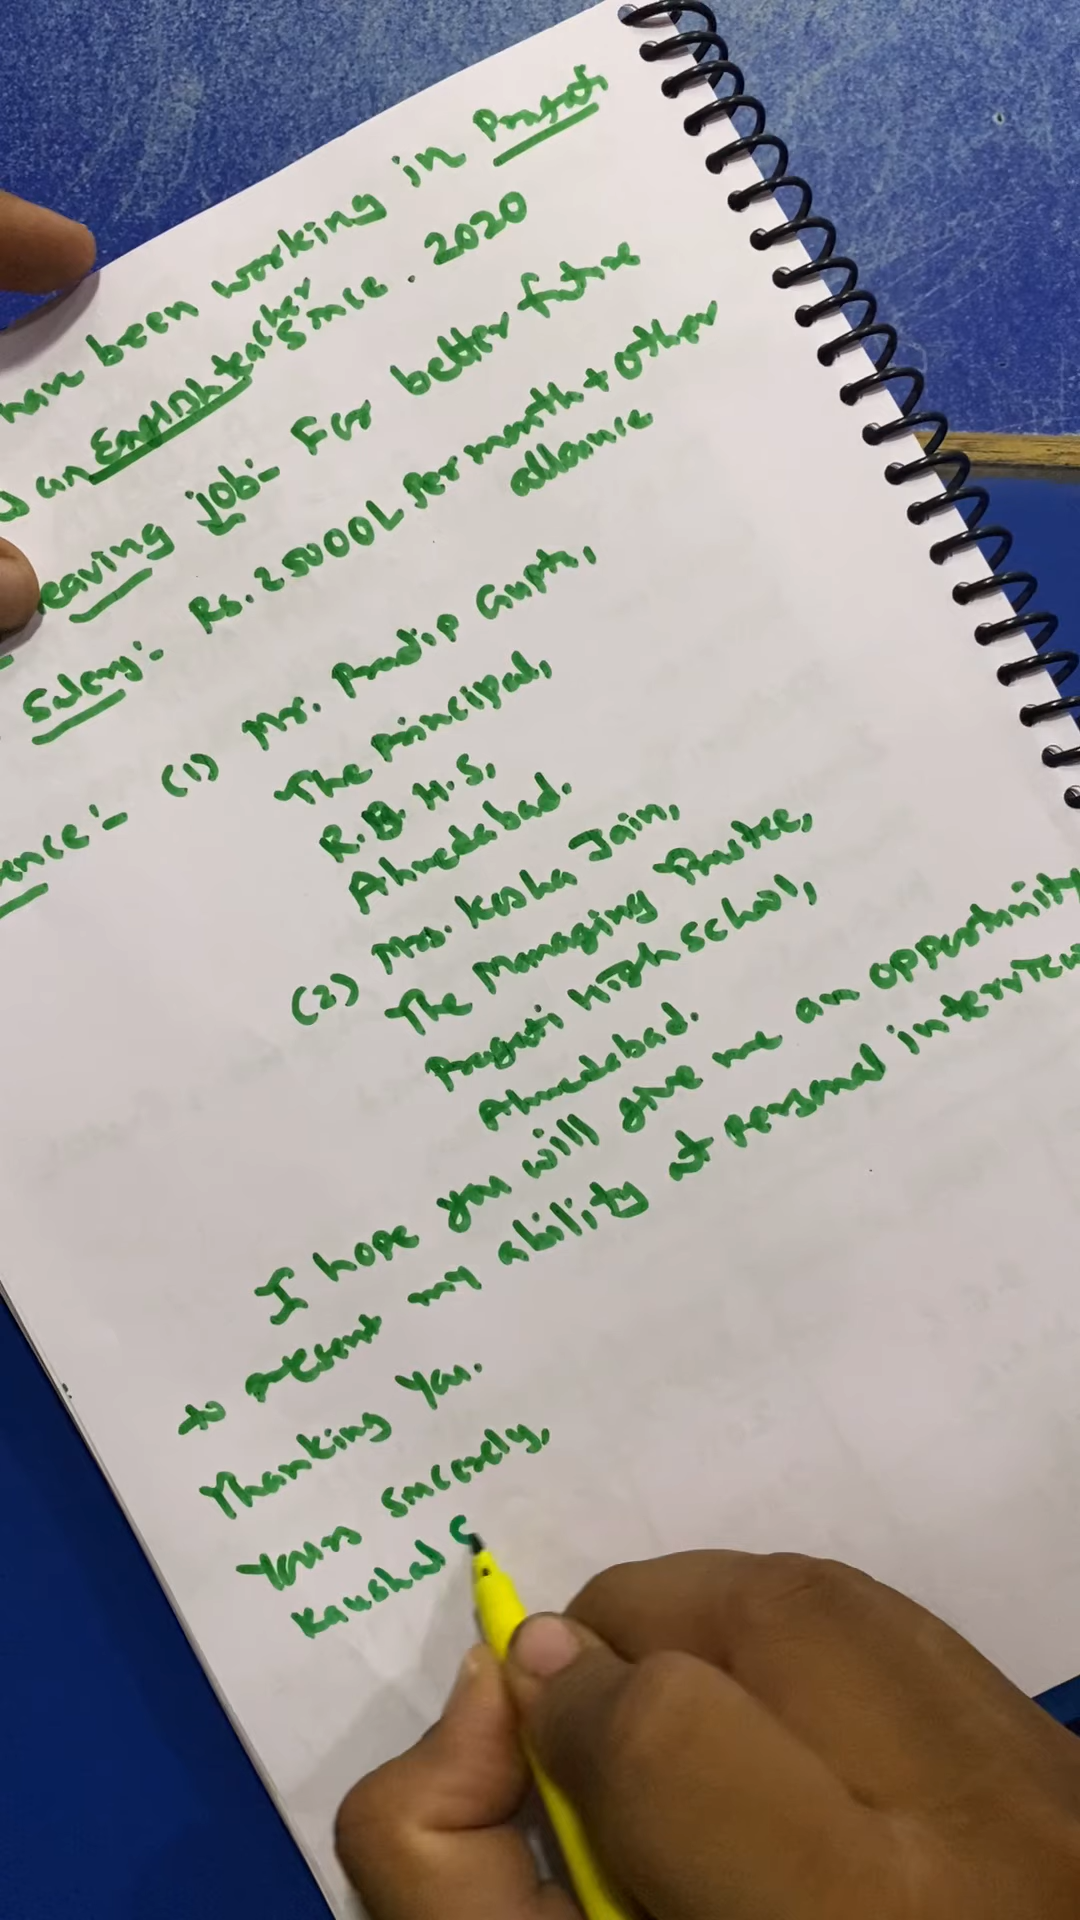 have been working in Pragati
as an English teacher since . 2020
leaving job:- For better future
Salary:- Rs. 25000L per month + other
allowance
(1) Mr. Pradip Gupta,
The principal,
R.B.H.S,
Ahmedabad.
(2) Mrs. Kusha Jain,
The Managing Trustee,
Pragati High School,
Ahmedabad.
I hope you will give me an opportunity
to present my ability at personal interview
Thanking you.
Yours sincerely,
Kaushal